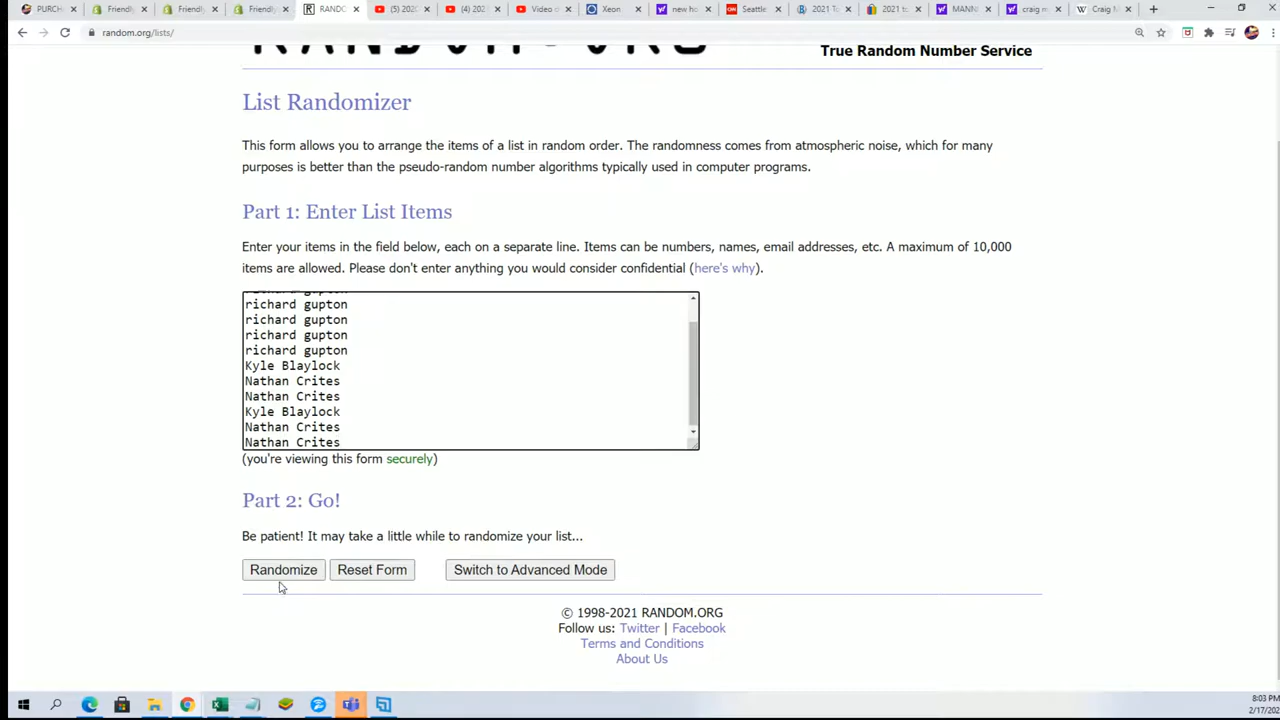 PURCH
Friendly
Friendly
Friendly
RANDO
(5) 202
(4) 202
Video o
Xeon
new ho
Seattle
2021 To
2021 to
MANN
craig m
Craig M
random.org/lists/
RANDOM.ORG
True Random Number Service
List Randomizer
This form allows you to arrange the items of a list in random order. The randomness comes from atmospheric noise, which for many
purposes is better than the pseudo-random number algorithms typically used in computer programs.
Part 1: Enter List Items
Enter your items in the field below, each on a separate line. Items can be numbers, names, email addresses, etc. A maximum of 10,000
items are allowed. Please don't enter anything you would consider confidential (here's why).
richard gupton
richard gupton
richard gupton
richard gupton
richard gupton
Kyle Blaylock
Nathan Crites
Nathan Crites
Kyle Blaylock
Nathan Crites
Nathan Crites
(you're viewing this form securely)
Part 2: Go!
Be patient! It may take a little while to randomize your list...
Randomize Reset Form Switch to Advanced Mode
© 1998-2021 RANDOM.ORG
Follow us: Twitter | Facebook
Terms and Conditions
About Us
8:03 PM
2/17/202